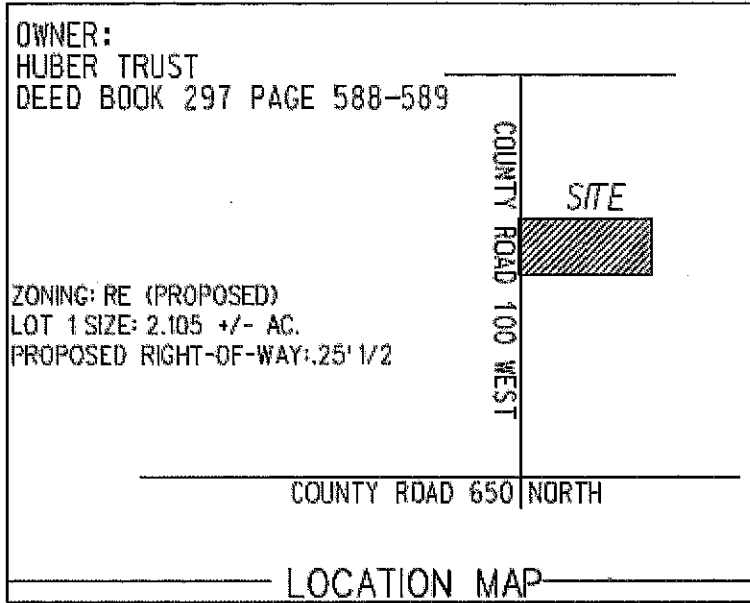 OWNER:
HUBER TRUST
DEED BOOK 297 PAGE 588-589
COUNTY ROAD 100 WEST
SITE
ZONING: RE (PROPOSED)
LOT 1 SIZE: 2.105 +/- AC.
PROPOSED RIGHT-OF-WAY: .25' 1/2
COUNTY ROAD 650 NORTH
LOCATION MAP